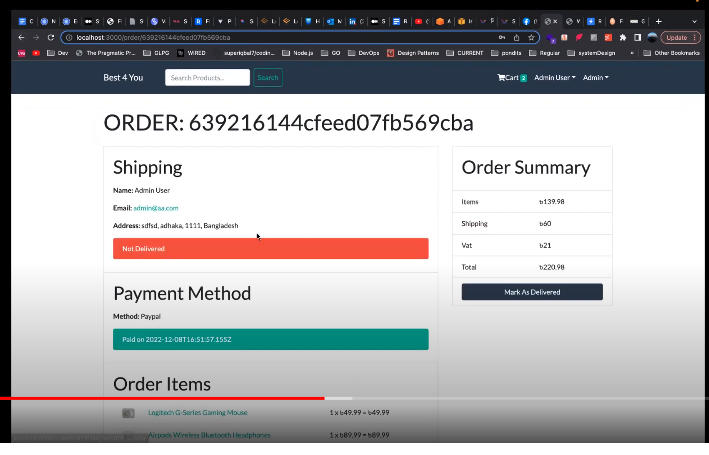 localhost:3000/order/639216144cfeed07fb569cba
Update
Dev
The Pragmatic Pr...
GLPG
WIRED
superiqbal7/codin...
Node.js
GO
DevOps
Design Patterns
CURRENT
pondits
Regular
systemDesign
»
Other Bookmarks
Best 4 You
Search Products...
Search
Cart 2
Admin User
Admin
ORDER: 639216144cfeed07fb569cba
Shipping
Name: Admin User
Email: admin@aa.com
Address: sdfsd, adhaka, 1111, Bangladesh
Not Delivered
Payment Method
Method: Paypal
Paid on 2022-12-08T16:51:57.155Z
Order Items
Logitech G-Series Gaming Mouse 1 x ৳49.99 = ৳49.99
Airpods Wireless Bluetooth Headphones 1 x ৳89.99 = ৳89.99
Order Summary
Items ৳139.98
Shipping ৳60
Vat ৳21
Total ৳220.98
Mark As Delivered